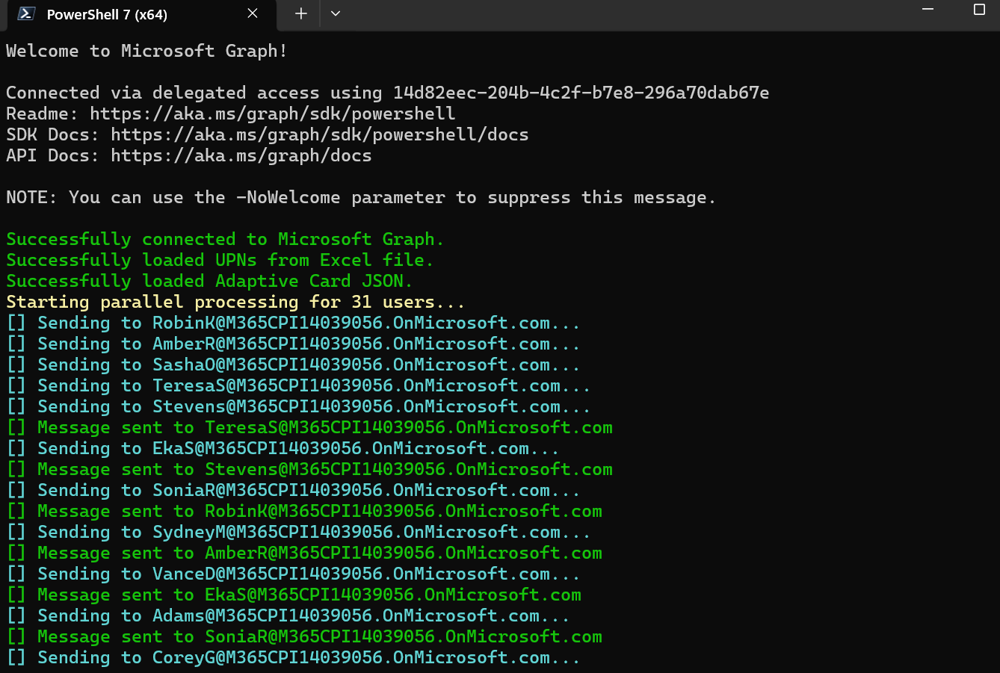 PowerShell 7 (x64)
Welcome to Microsoft Graph!
Connected via delegated access using 14d82eec-204b-4c2f-b7e8-296a70dab67e
Readme: https://aka.ms/graph/sdk/powershell
SDK Docs: https://aka.ms/graph/sdk/powershell/docs
API Docs: https://aka.ms/graph/docs
NOTE: You can use the -NoWelcome parameter to suppress this message.
Successfully connected to Microsoft Graph.
Successfully loaded UPNs from Excel file.
Successfully loaded Adaptive Card JSON.
Starting parallel processing for 31 users...
[] Sending to RobinK@M365CPI14039056.OnMicrosoft.com...
[] Sending to AmberR@M365CPI14039056.OnMicrosoft.com...
[] Sending to SashaO@M365CPI14039056.OnMicrosoft.com...
[] Sending to TeresaS@M365CPI14039056.OnMicrosoft.com...
[] Sending to Stevens@M365CPI14039056.OnMicrosoft.com...
[] Message sent to TeresaS@M365CPI14039056.OnMicrosoft.com
[] Sending to EkaS@M365CPI14039056.OnMicrosoft.com...
[] Message sent to Stevens@M365CPI14039056.OnMicrosoft.com
[] Sending to SoniaR@M365CPI14039056.OnMicrosoft.com...
[] Message sent to RobinK@M365CPI14039056.OnMicrosoft.com
[] Sending to SydneyM@M365CPI14039056.OnMicrosoft.com...
[] Message sent to AmberR@M365CPI14039056.OnMicrosoft.com
[] Sending to VanceD@M365CPI14039056.OnMicrosoft.com...
[] Message sent to EkaS@M365CPI14039056.OnMicrosoft.com
[] Sending to Adams@M365CPI14039056.OnMicrosoft.com...
[] Message sent to SoniaR@M365CPI14039056.OnMicrosoft.com
[] Sending to CoreyG@M365CPI14039056.OnMicrosoft.com...